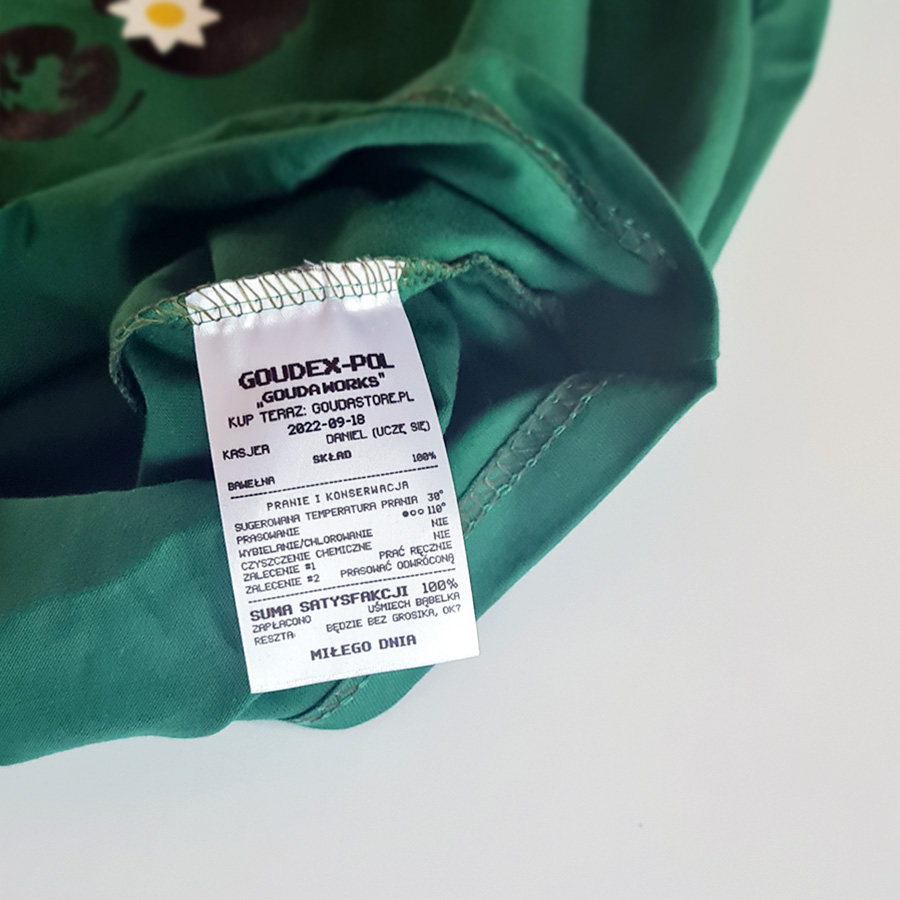 GOUDEX-POL
„GOUDA WORKS"
KUP TERAZ: GOUDASTORE.PL
2022-09-18
KASJER DANIEL (UCZĘ SIĘ)
SKŁAD
BAWEŁNA 100%
PRANIE I KONSERWACJA
SUGEROWANA TEMPERATURA PRANIA 30°
PRASOWANIE ●○○ 110°
WYBIELANIE/CHLOROWANIE NIE
CZYSZCZENIE CHEMICZNE NIE
ZALECENIE #1 PRAĆ RĘCZNIE
ZALECENIE #2 PRASOWAĆ ODWRÓCONĄ
SUMA SATYSFAKCJI 100%
ZAPŁACONO UŚMIECH BĄBELKA
RESZTA: BĘDZIE BEZ GROSIKA, OK?
MIŁEGO DNIA